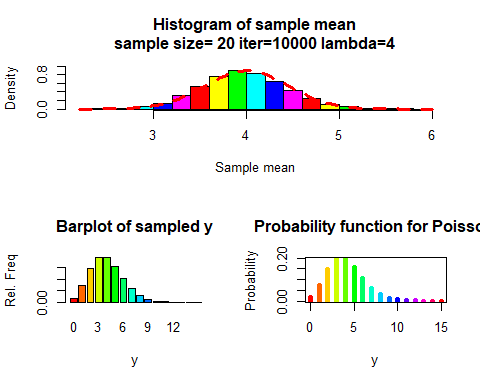 Histogram of sample mean
sample size= 20 iter=10000 lambda=4
Density
0.0 0.8
3 4 5 6
Sample mean
Barplot of sampled y
Rel. Freq
0.00
0 3 6 9 12
y
Probability function for Poisso
Probability
0.00 0.20
0 5 10 15
y